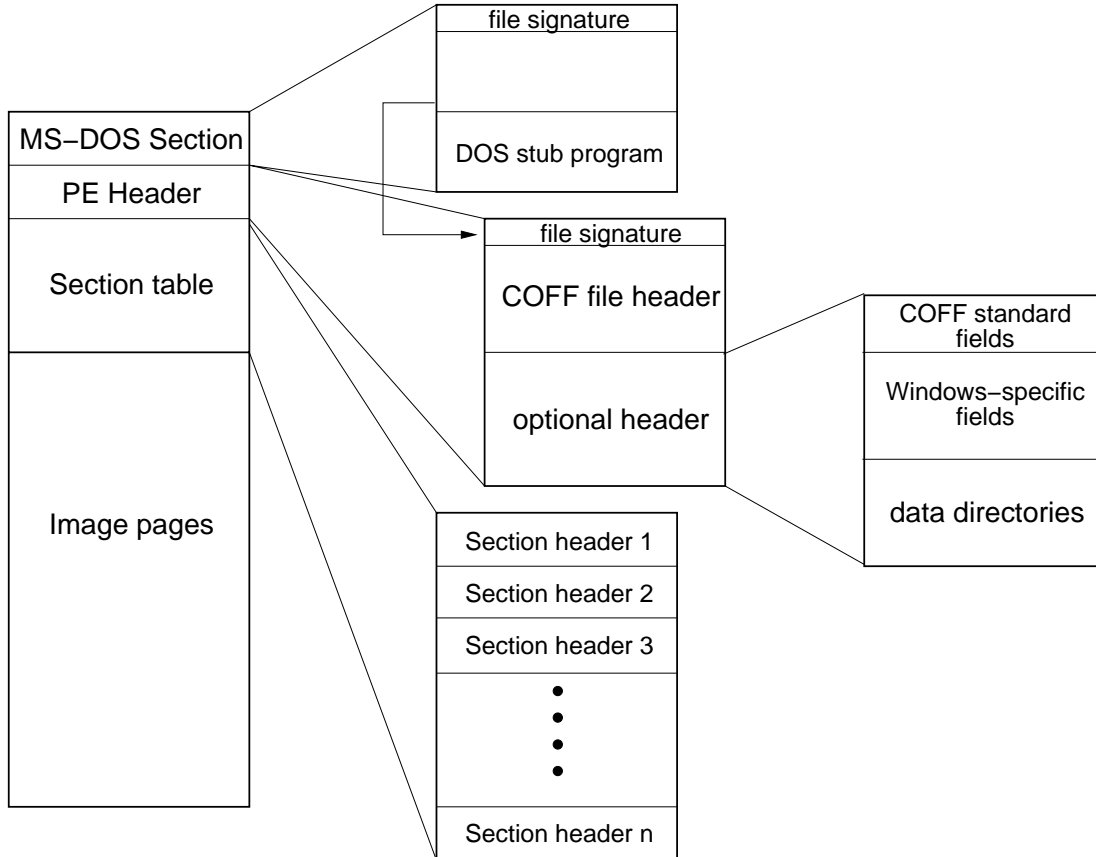 file signature
DOS stub program
MS−DOS Section
PE Header
Section table
Image pages
file signature
COFF file header
optional header
COFF standard
fields
Windows−specific
fields
data directories
Section header 1
Section header 2
Section header 3
Section header n